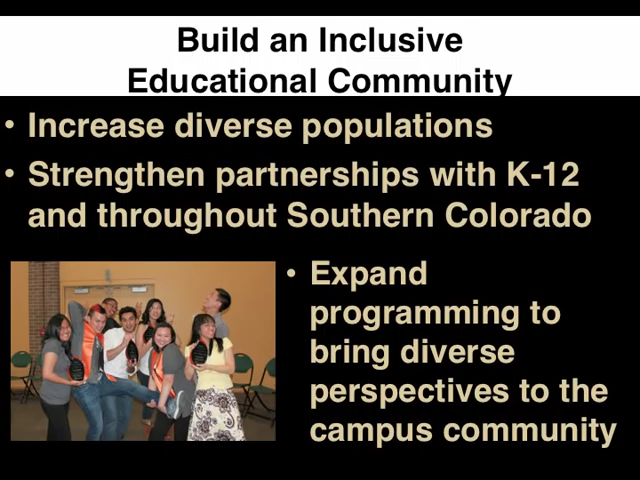 Build an Inclusive
Educational Community
• Increase diverse populations
• Strengthen partnerships with K-12
and throughout Southern Colorado
• Expand
programming to
bring diverse
perspectives to the
campus community